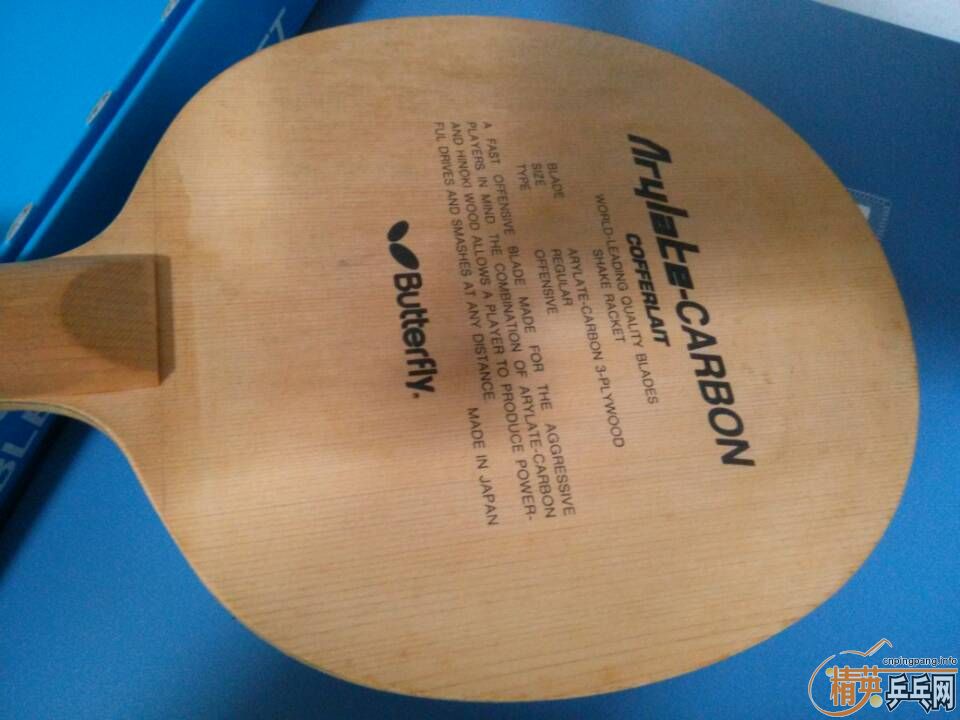 Arylate-CARBON
COFFERLAIT
WORLD-LEADING QUALITY BLADES
SHAKE RACKET
BLADE ARYLATE-CARBON 3-PLYWOOD
SIZE REGULAR
TYPE OFFENSIVE
A FAST OFFENSIVE BLADE MADE FOR THE AGGRESSIVE
PLAYERS IN MIND THE COMBINATION OF ARYLATE-CARBON
AND HINOKI WOOD ALLOWS A PLAYER TO PRODUCE POWER-
FUL DRIVES AND SMASHES AT ANY DISTANCE MADE IN JAPAN
Butterfly.
cnpingpang.info
精英乒乓网